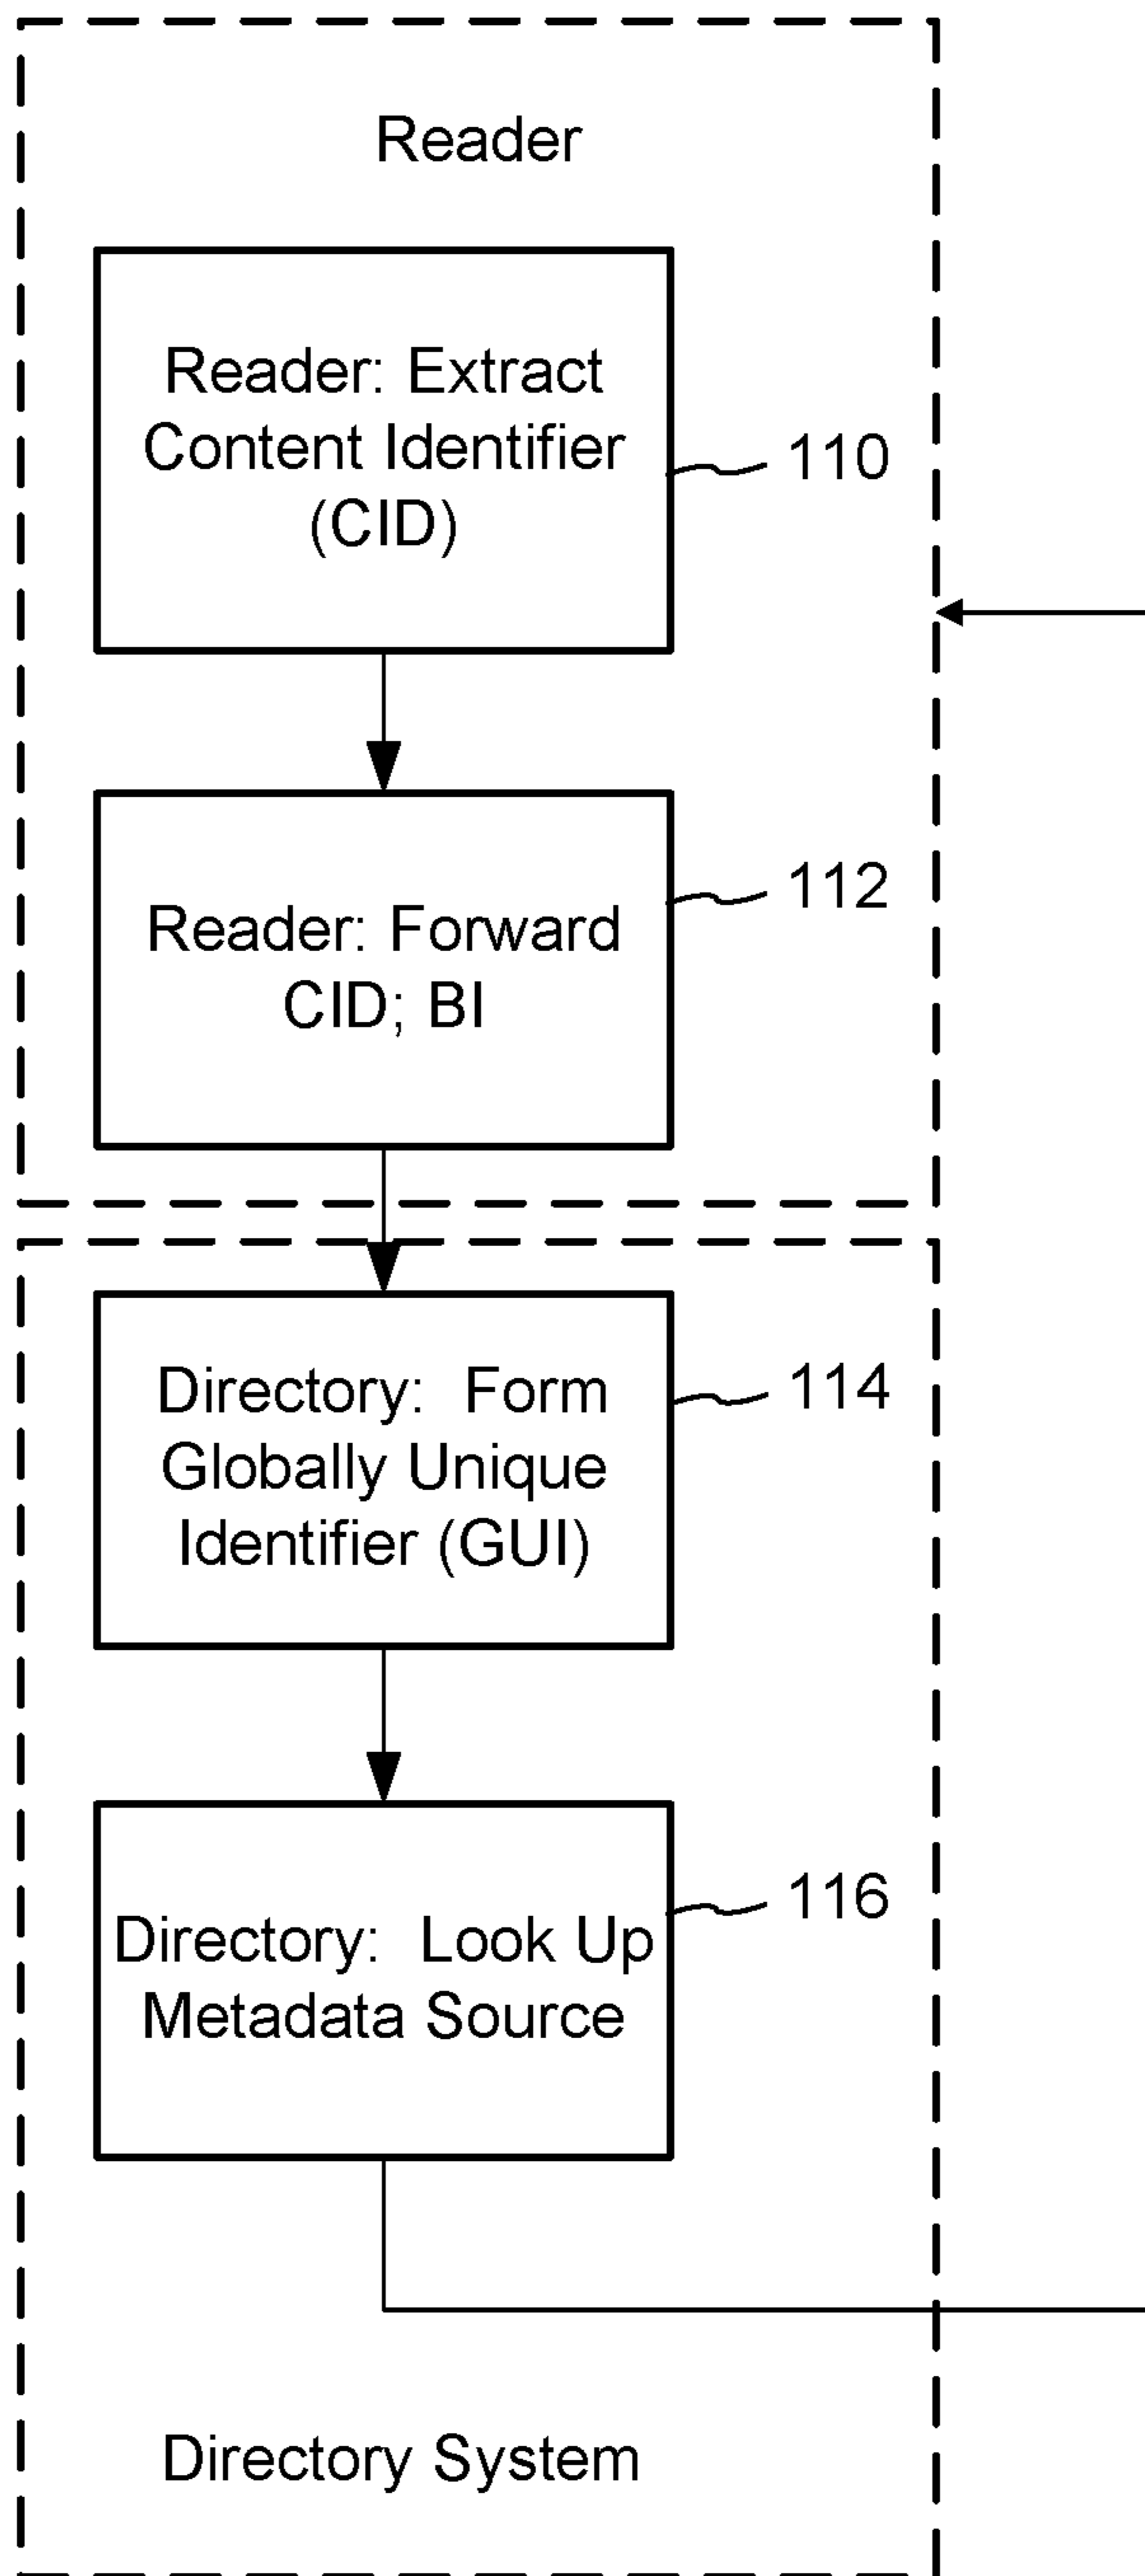 Reader
Reader: Extract
Content Identifier
(CID)
110
Reader: Forward
CID; BI
112
Directory: Form
Globally Unique
Identifier (GUI)
114
Directory: Look Up
Metadata Source
116
Directory System